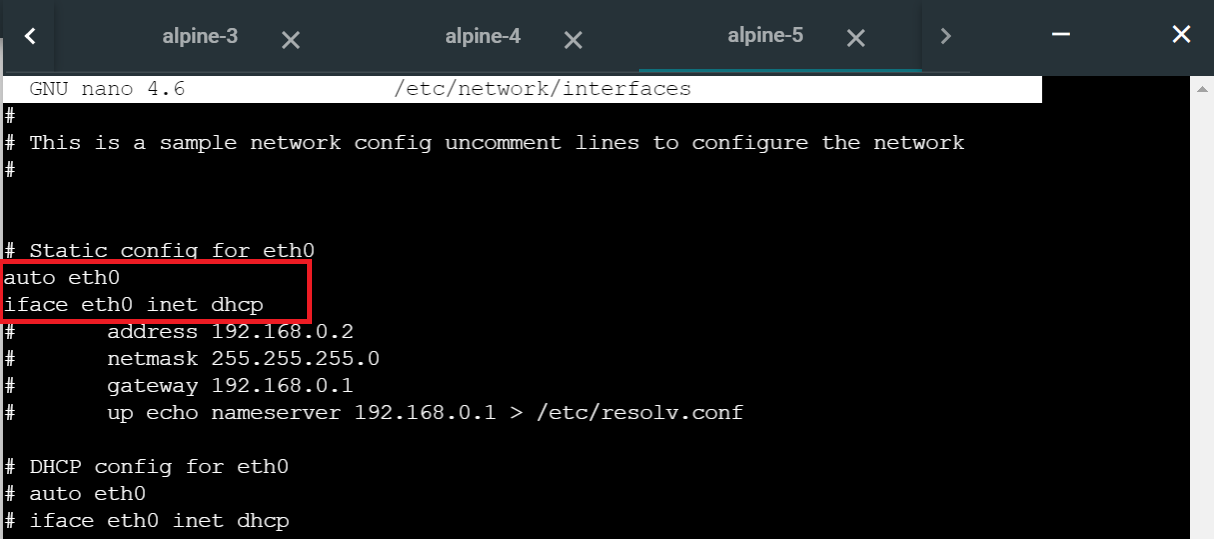 alpine-3 alpine-4 alpine-5
GNU nano 4.6 /etc/network/interfaces
#
# This is a sample network config uncomment lines to configure the network
#
# Static config for eth0
auto eth0
iface eth0 inet dhcp
# address 192.168.0.2
# netmask 255.255.255.0
# gateway 192.168.0.1
# up echo nameserver 192.168.0.1 > /etc/resolv.conf
# DHCP config for eth0
# auto eth0
# iface eth0 inet dhcp